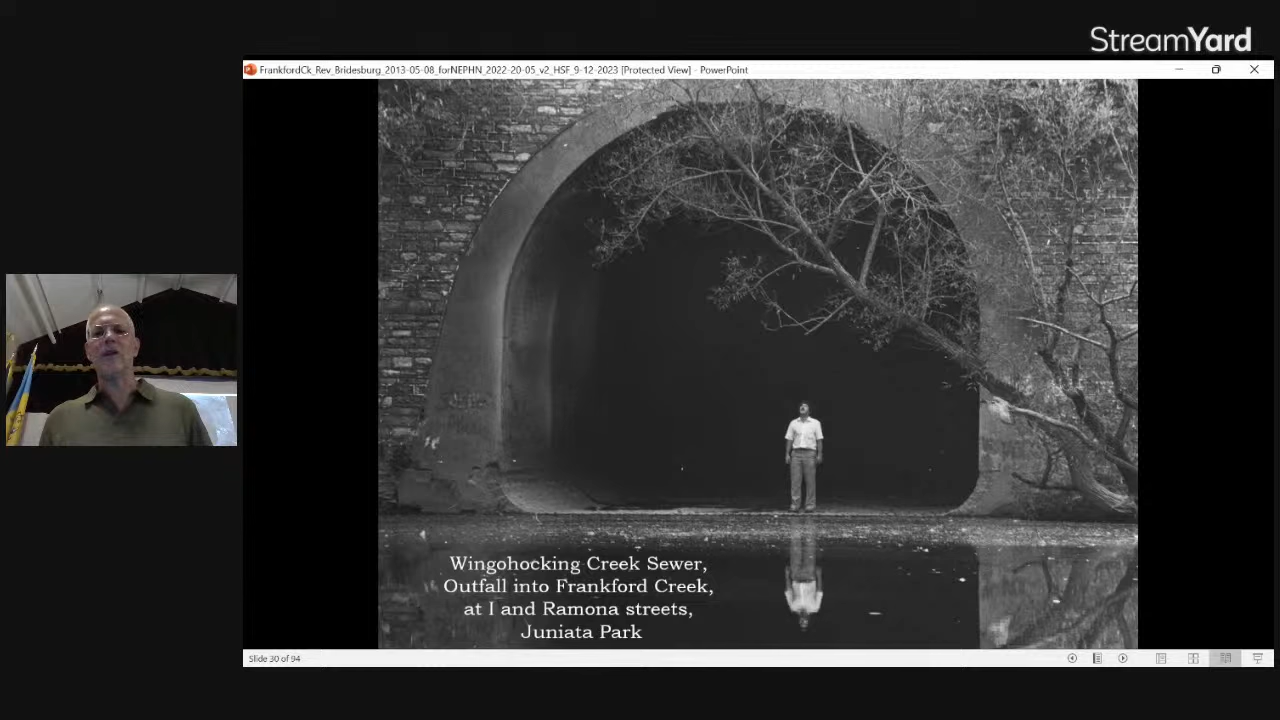 StreamYard
FrankfordCk_Rev_Bridesburg_2013-05-08_forNEPHN_2022-20-05_v2_HSF_9-12-2023 [Protected View] - PowerPoint
Wingohocking Creek Sewer,
Outfall into Frankford Creek,
at I and Ramona streets,
Juniata Park
Slide 30 of 94